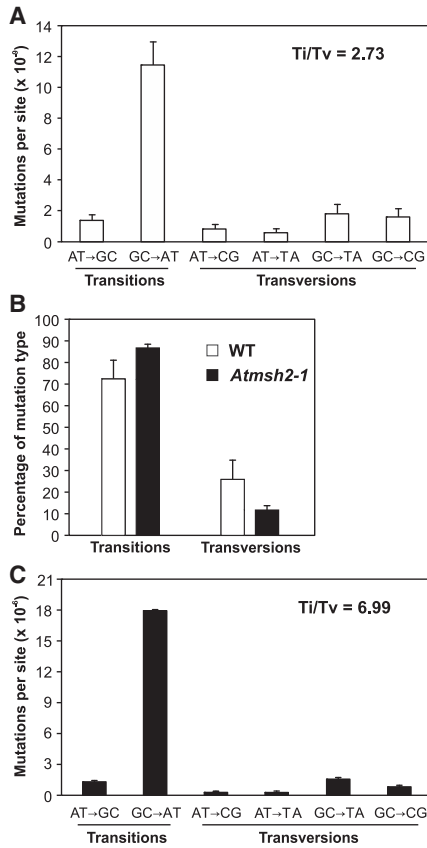 A
Mutations per site (x 10⁻⁹)
14
12
10
8
6
4
2
0
Ti/Tv = 2.73
AT→GC GC→AT AT→CG AT→TA GC→TA GC→CG
Transitions Transversions
B
Percentage of mutation type
100
90
80
70
60
50
40
30
20
10
0
WT
Atmsh2-1
Transitions Transversions
C
Mutations per site (x 10⁻⁶)
21
18
15
12
9
6
3
0
Ti/Tv = 6.99
AT→GC GC→AT AT→CG AT→TA GC→TA GC→CG
Transitions Transversions